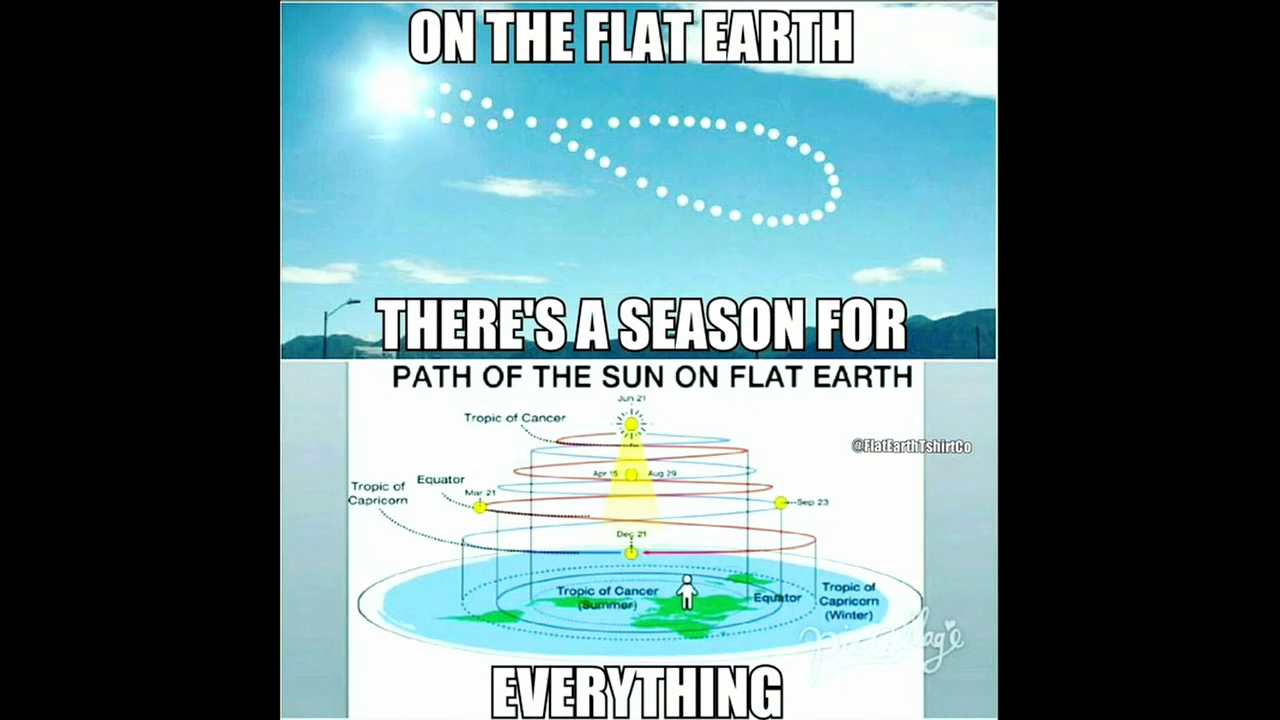 ON THE FLAT EARTH
THERE'S A SEASON FOR
PATH OF THE SUN ON FLAT EARTH
Jun 21
Tropic of Cancer
@FlatEarthTshirtCo
Apr 15
Aug 29
Equator
Tropic of
Capricorn
Mar 21
Sep 23
Dec 21
Tropic of Cancer
(Summer)
Equator
Tropic of
Capricorn
(Winter)
EVERYTHING